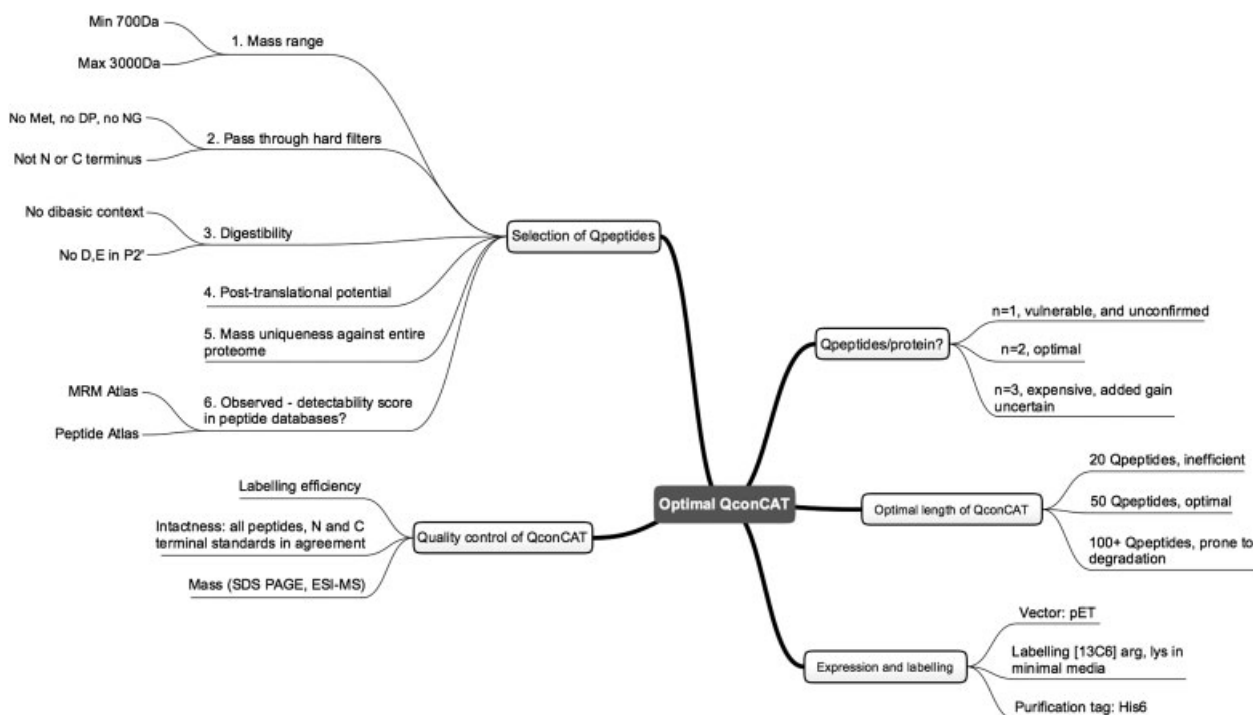 Min 700Da
Max 3000Da
1. Mass range
No Met, no DP, no NG
Not N or C terminus
2. Pass through hard filters
No dibasic context
No D,E in P2'
3. Digestibility
4. Post-translational potential
5. Mass uniqueness against entire
proteome
MRM Atlas
Peptide Atlas
6. Observed - detectability score
in peptide databases?
Selection of Qpeptides
Labelling efficiency
Intactness: all peptides, N and C
terminal standards in agreement
Mass (SDS PAGE, ESI-MS)
Quality control of QconCAT
Optimal QconCAT
Qpeptides/protein?
n=1, vulnerable, and unconfirmed
n=2, optimal
n=3, expensive, added gain
uncertain
Optimal length of QconCAT
20 Qpeptides, inefficient
50 Qpeptides, optimal
100+ Qpeptides, prone to
degradation
Expression and labelling
Vector: pET
Labelling [13C6] arg, lys in
minimal media
Purification tag: His6